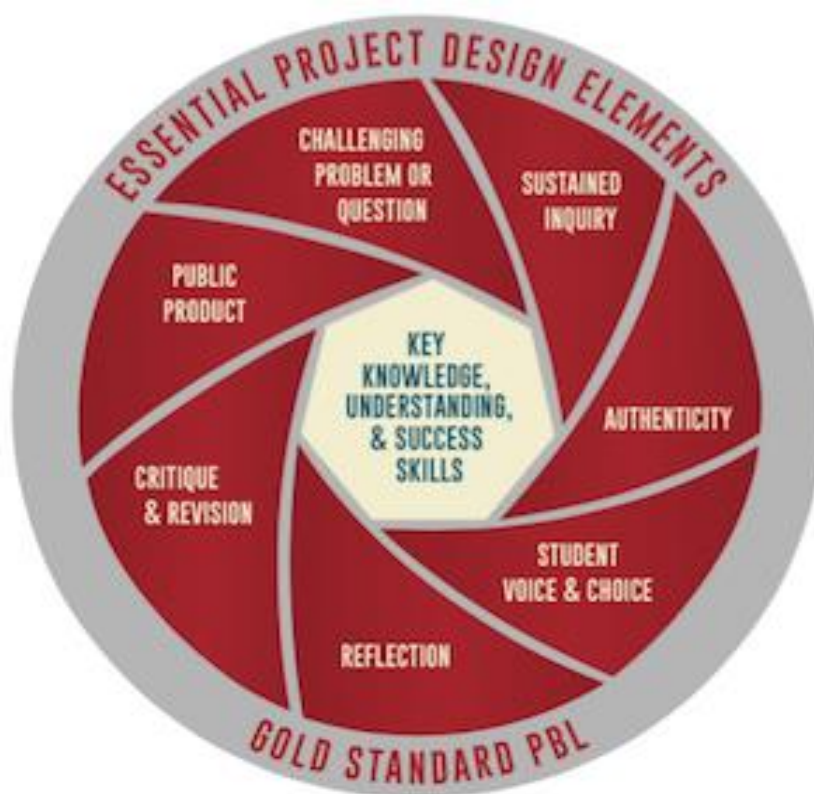 ESSENTIAL PROJECT DESIGN ELEMENTS
CHALLENGING
PROBLEM OR
QUESTION
SUSTAINED
INQUIRY
AUTHENTICITY
STUDENT
VOICE & CHOICE
REFLECTION
CRITIQUE
& REVISION
PUBLIC
PRODUCT
KEY
KNOWLEDGE,
UNDERSTANDING,
& SUCCESS
SKILLS
GOLD STANDARD PBL